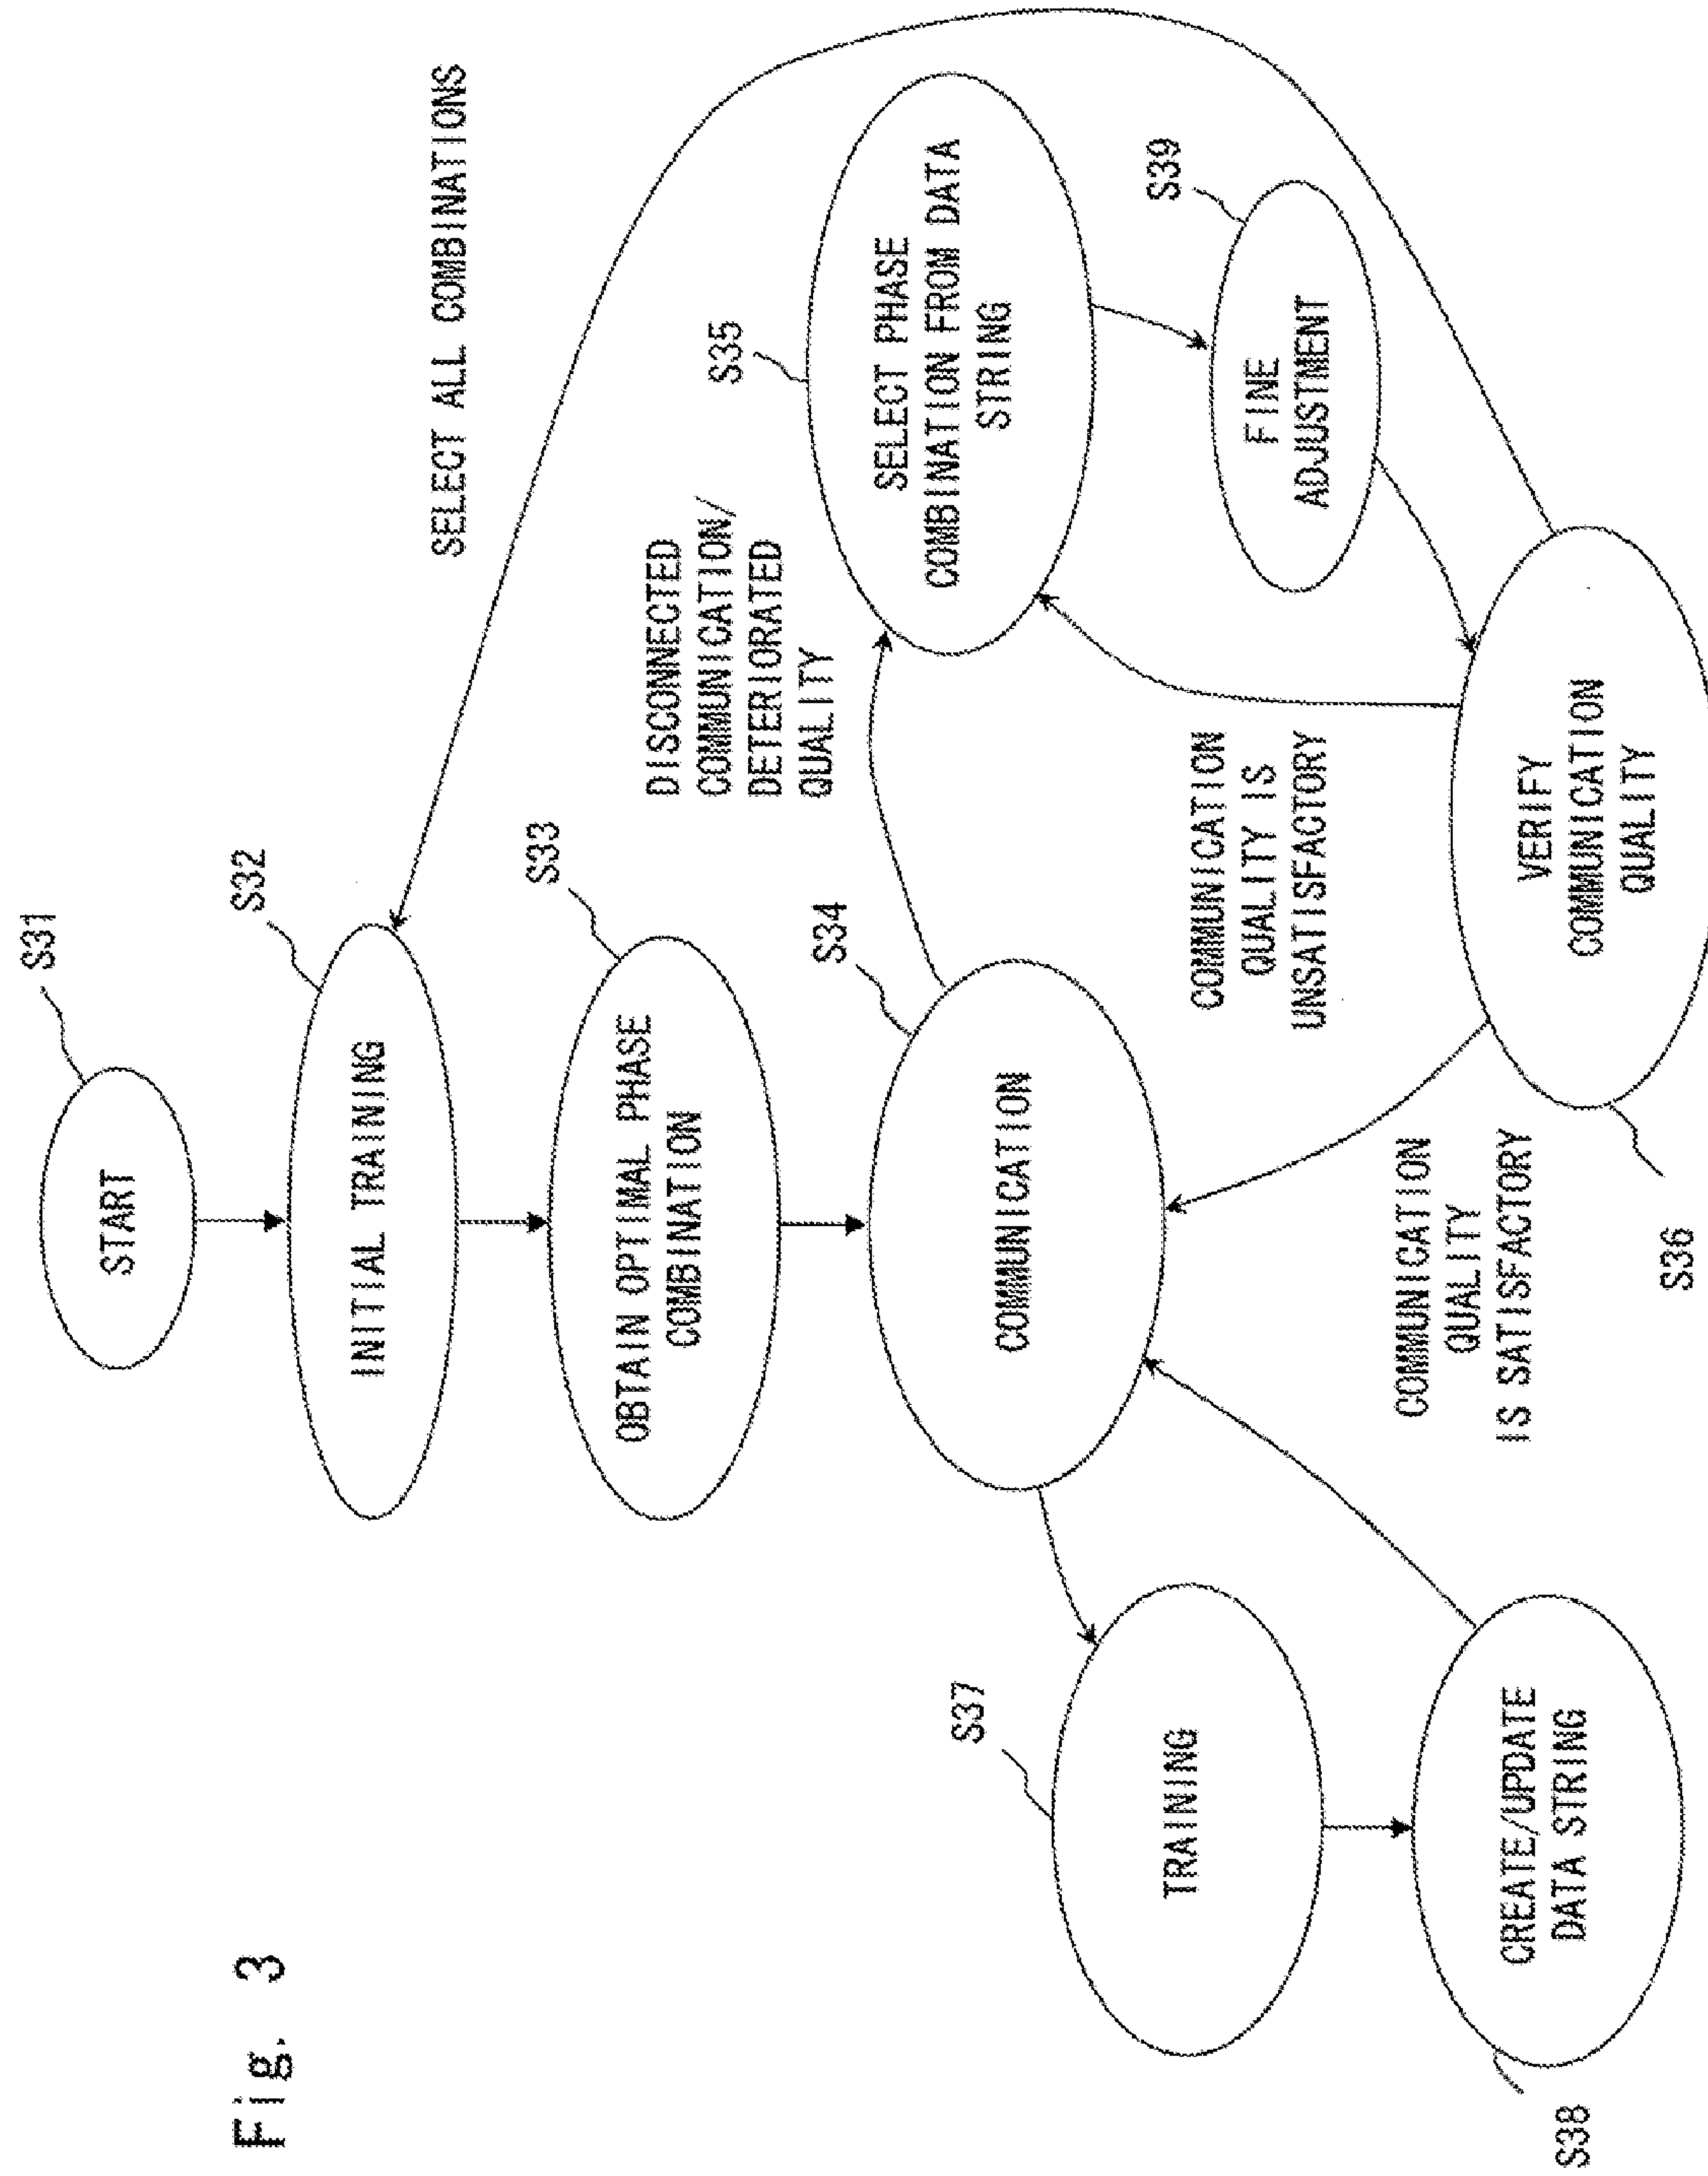 Fig. 3
S31
START
S32
INITIAL TRAINING
SELECT ALL COMBINATIONS
S33
OBTAIN OPTIMAL PHASE
COMBINATION
S34
COMMUNICATION
DISCONNECTED
COMMUNICATION/
DETERIORATED
QUALITY
S35
SELECT PHASE
COMBINATION FROM DATA
STRING
S39
FINE
ADJUSTMENT
COMMUNICATION
QUALITY IS
UNSATISFACTORY
VERIFY
COMMUNICATION
QUALITY
S36
COMMUNICATION
QUALITY
IS SATISFACTORY
S37
TRAINING
CREATE/UPDATE
DATA STRING
S38